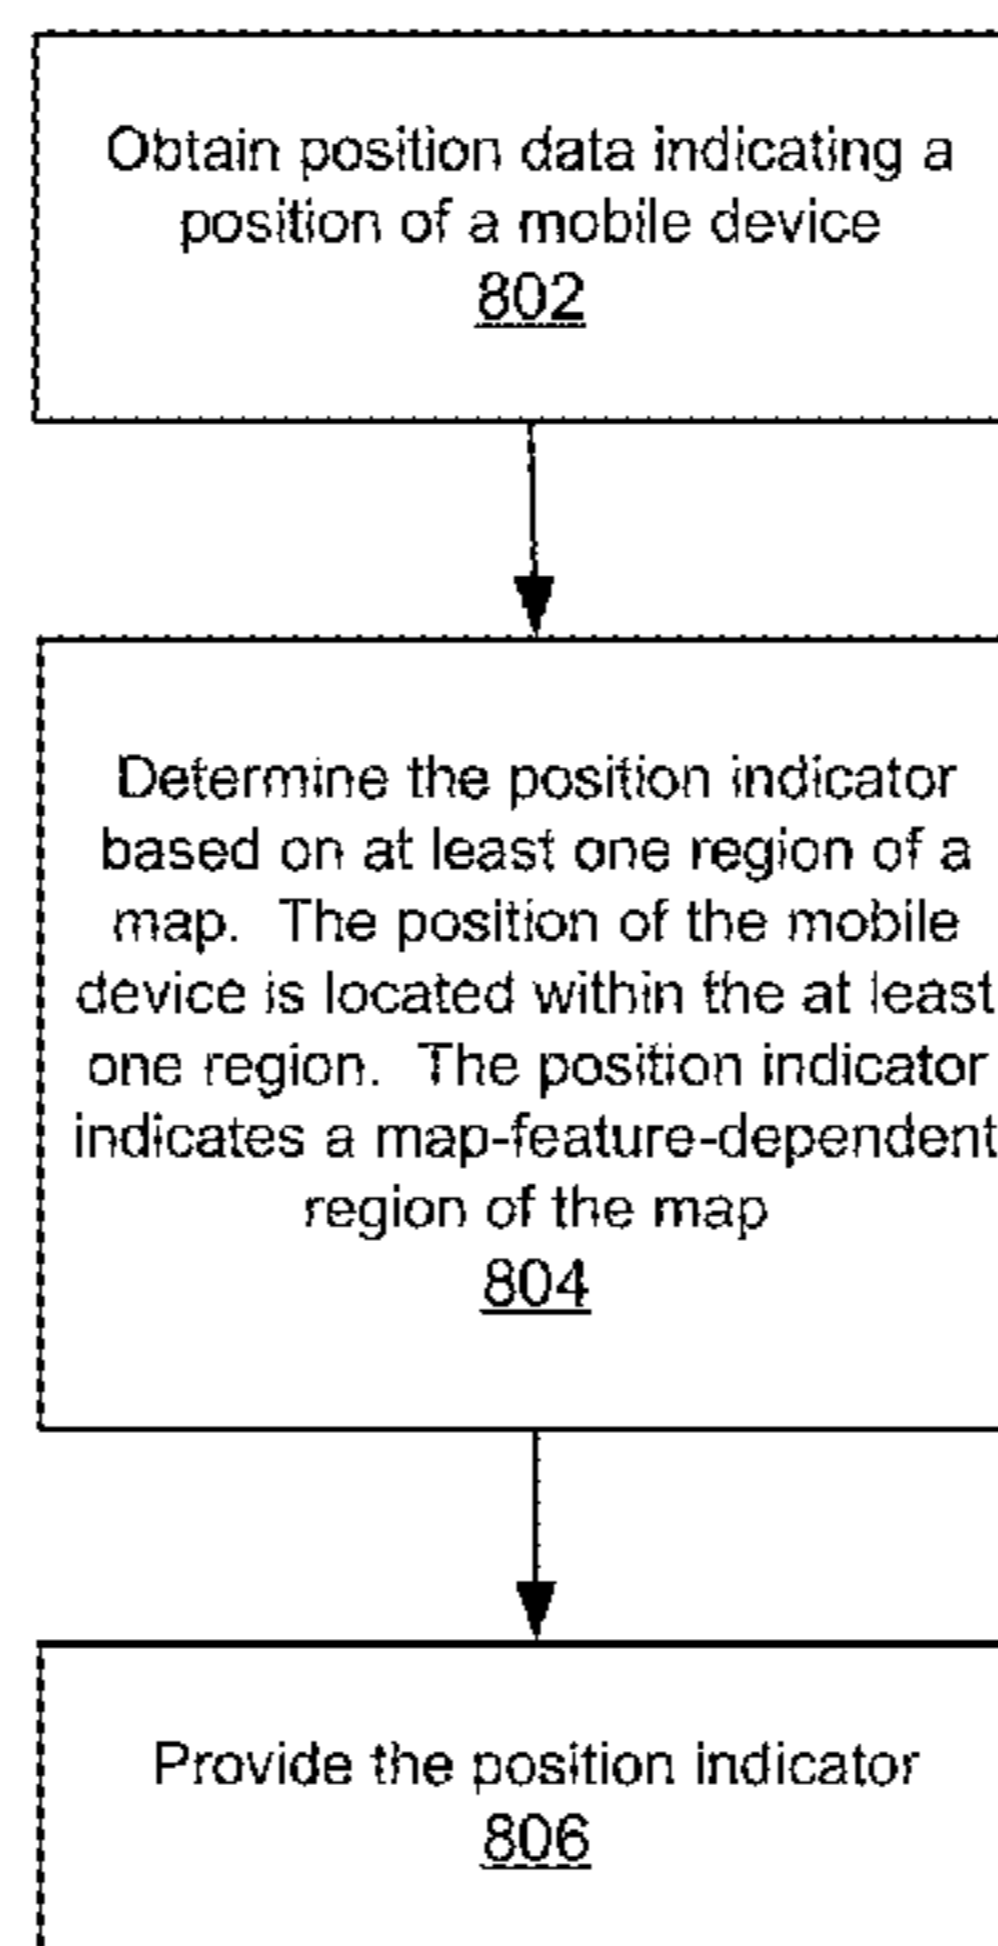 Obtain position data indicating a
position of a mobile device
802
Determine the position indicator
based on at least one region of a
map. The position of the mobile
device is located within the at least
one region. The position indicator
indicates a map-feature-dependent
region of the map
804
Provide the position indicator
806